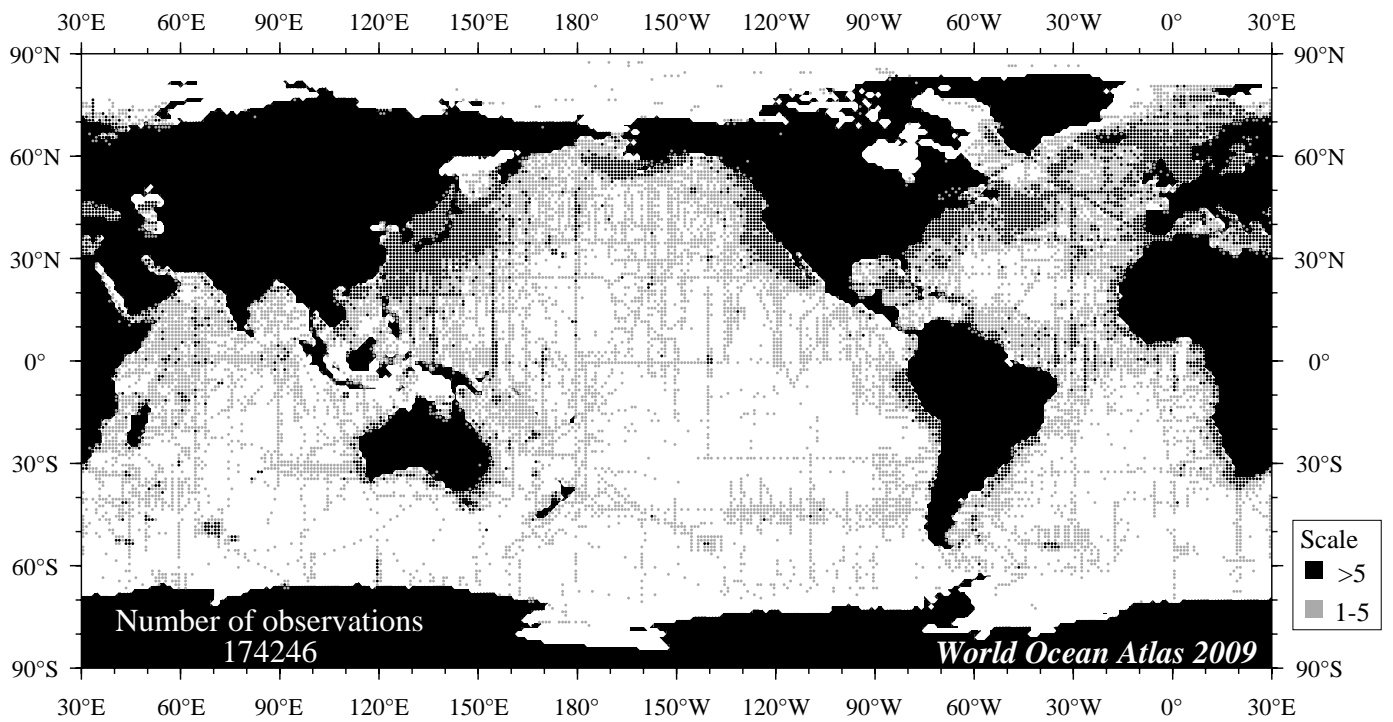 30°E 60°E 90°E 120°E 150°E 180° 150°W 120°W 90°W 60°W 30°W 0° 30°E
90°N 90°N
60°N 60°N
30°N 30°N
0° 0°
30°S 30°S
Scale
>5
60°S 60°S
1-5
Number of observations
174246
World Ocean Atlas 2009
90°S 90°S
30°E 60°E 90°E 120°E 150°E 180° 150°W 120°W 90°W 60°W 30°W 0° 30°E